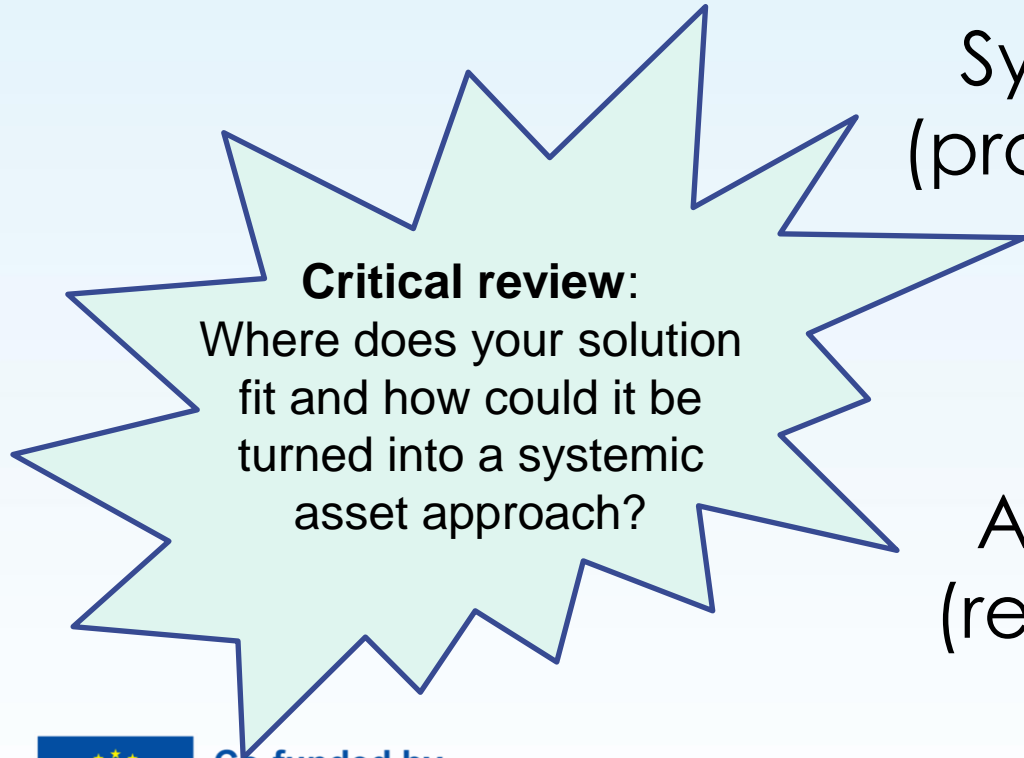 Critical review:
Where does your solution
fit and how could it be
turned into a systemic
asset approach?